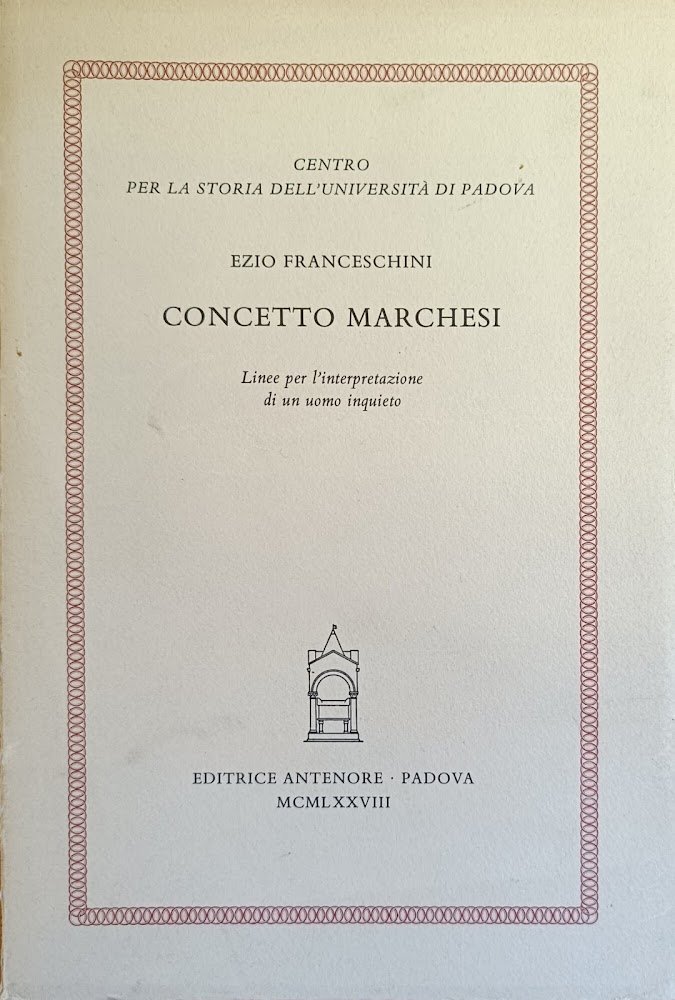 CENTRO
PER LA STORIA DELL'UNIVERSITÀ DI PADOVA
EZIO FRANCESCHINI
CONCETTO MARCHESI
Linee per l'interpretazione
di un uomo inquieto
EDITRICE ANTENORE · PADOVA
MCMLXXVIII